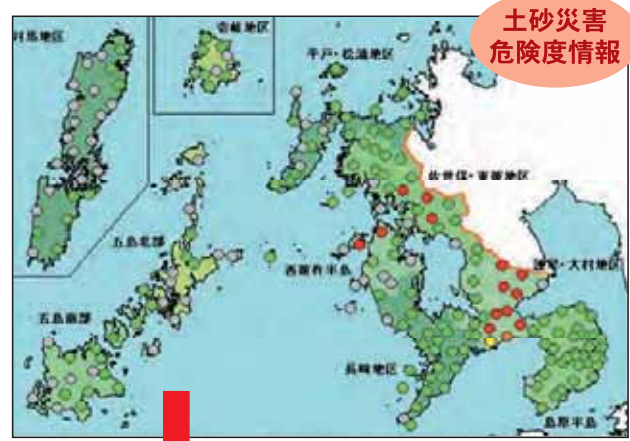 土砂災害
危険度情報
対馬地区
壱岐地区
平戸・松浦地区
佐世保・東彼地区
五島北部
西彼杵半島
諫早・大村地区
五島南部
長崎地区
島原半島